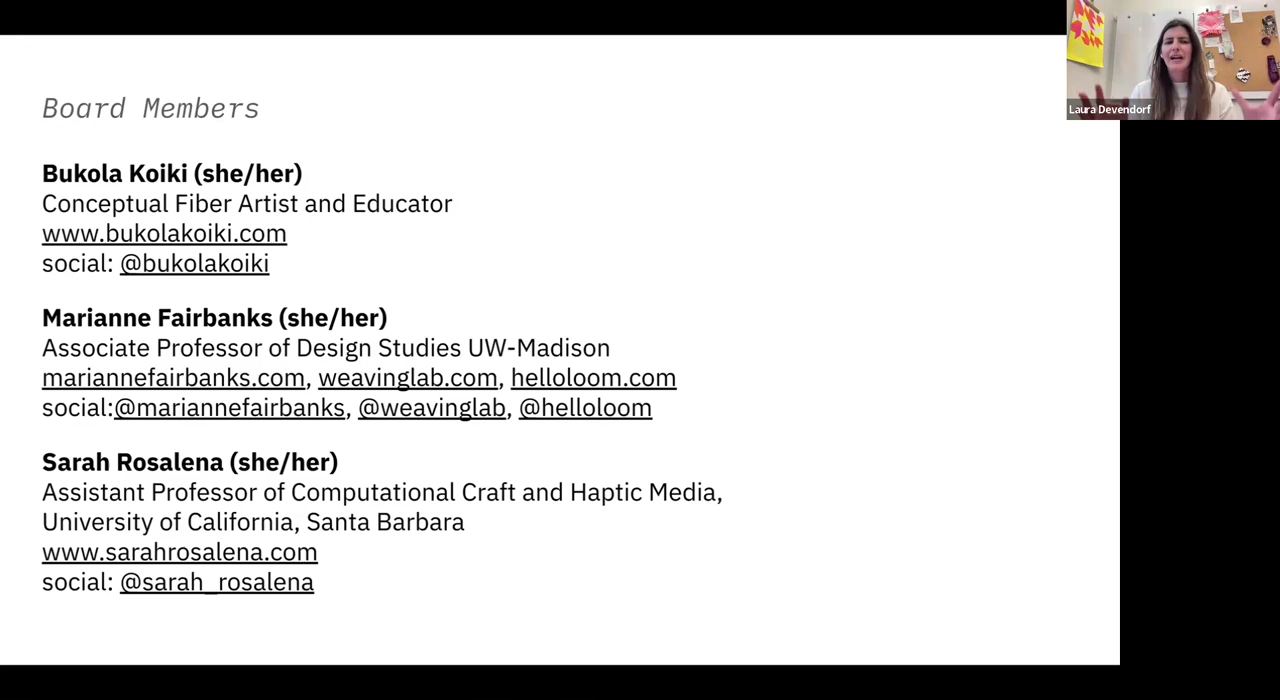 Board Members
Bukola Koiki (she/her)
Conceptual Fiber Artist and Educator
www.bukolakoiki.com
social: @bukolakoiki
Marianne Fairbanks (she/her)
Associate Professor of Design Studies UW-Madison
mariannefairbanks.com, weavinglab.com, helloloom.com
social:@mariannefairbanks, @weavinglab, @helloloom
Sarah Rosalena (she/her)
Assistant Professor of Computational Craft and Haptic Media,
University of California, Santa Barbara
www.sarahrosalena.com
social: @sarah_rosalena
Laura Devendorf